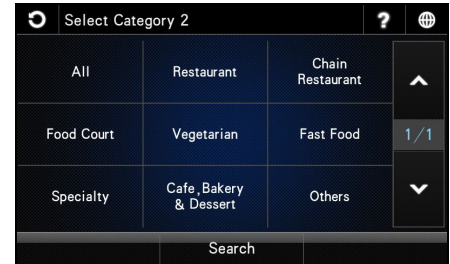 Select Category 2
?
All
Restaurant
Chain
Restaurant
Food Court
Vegetarian
Fast Food
1/1
Specialty
Cafe,Bakery
& Dessert
Others
Search